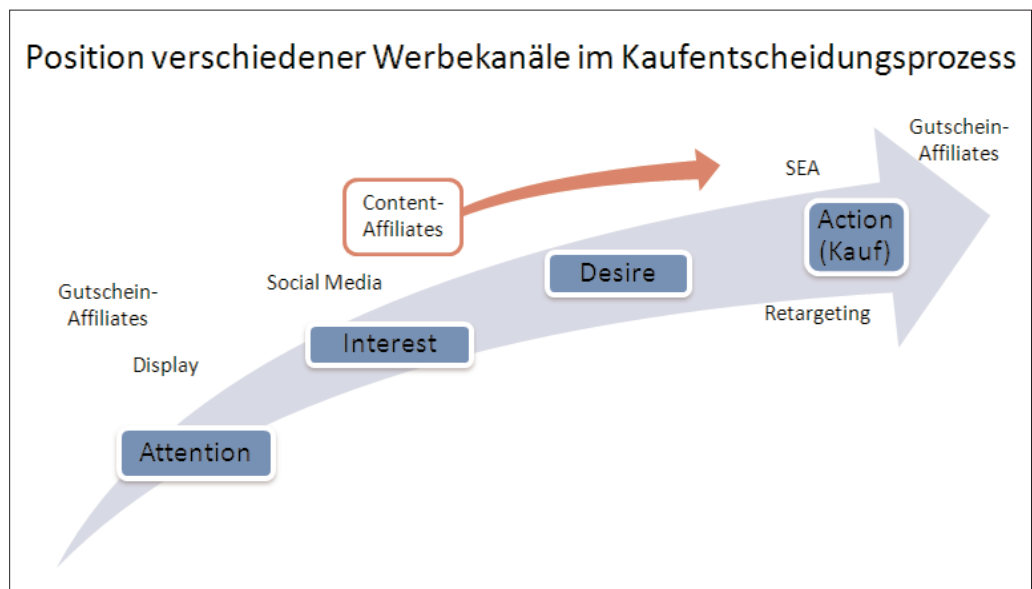 Position verschiedener Werbekanäle im Kaufentscheidungsprozess
Gutschein-
Affiliates
SEA
Content-
Affiliates
Action
(Kauf)
Desire
Social Media
Gutschein-
Affiliates
Retargeting
Interest
Display
Attention